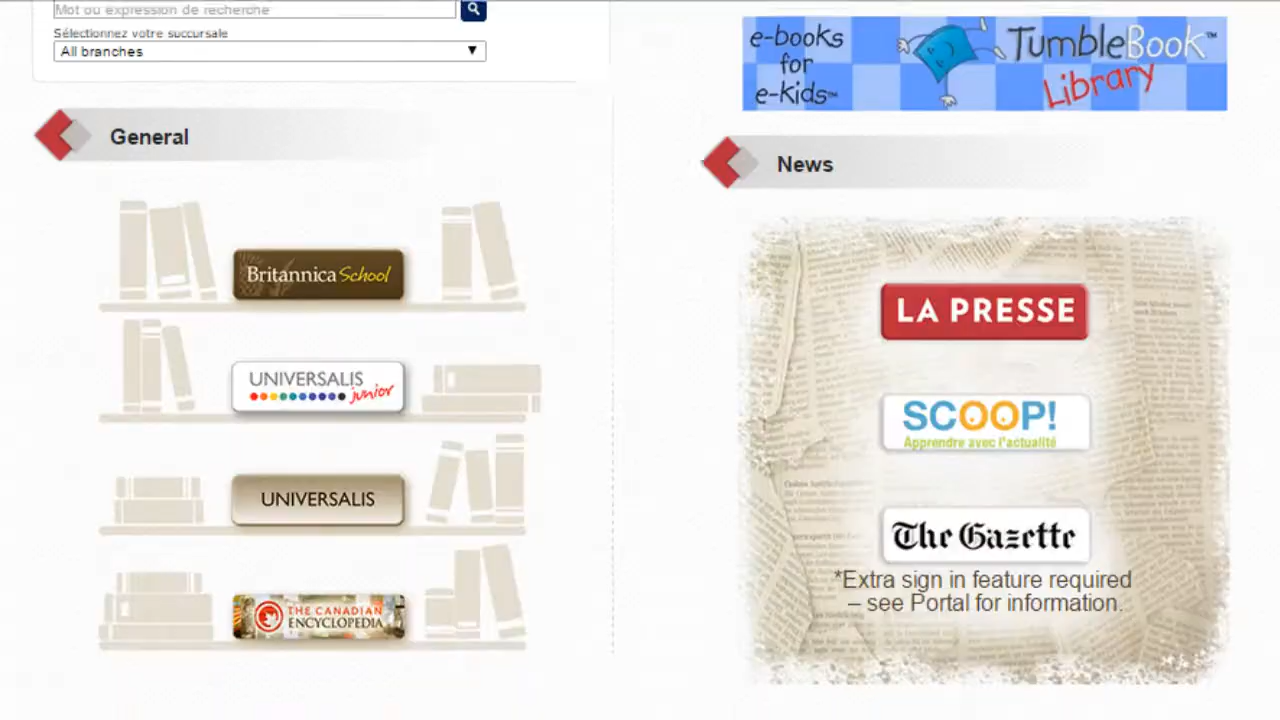 Mot ou expression de recherche
Sélectionnez votre succursale
All branches
General
Britannica School
UNIVERSALIS
junior
UNIVERSALIS
THE CANADIAN
ENCYCLOPEDIA
e-books
for
e-kids™
TumbleBook™
Library
News
LA PRESSE
SCOOP!
Apprendre avec l'actualité
The Gazette
*Extra sign in feature required
– see Portal for information.